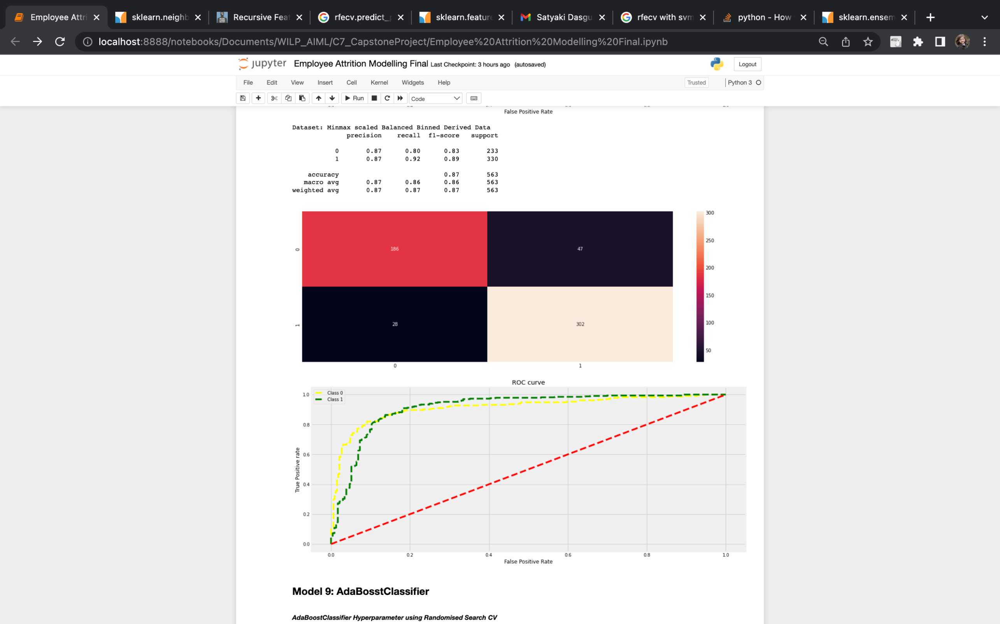 Employee Attri
sklearn.neighb
Recursive Feat
rfecv.predict_p
sklearn.feature
Satyaki Dasgu
rfecv with svm
python - How
sklearn.ensem
localhost:8888/notebooks/Documents/WILP_AIML/C7_CapstoneProject/Employee%20Attrition%20Modelling%20Final.ipynb
jupyter Employee Attrition Modelling Final Last Checkpoint: 3 hours ago (autosaved) Logout
File Edit View Insert Cell Kernel Widgets Help Trusted Python 3
Run Code
False Positive Rate
Dataset: Minmax scaled Balanced Binned Derived Data
precision recall f1-score support
0 0.87 0.80 0.83 233
1 0.87 0.92 0.89 330
accuracy 0.87 563
macro avg 0.87 0.86 0.86 563
weighted avg 0.87 0.87 0.87 563
300
250
200
150
100
50
0
186 47
1
28 302
0 1
ROC curve
Class 0
Class 1
True Positive rate
1.0
0.8
0.6
0.4
0.2
0.0
0.0 0.2 0.4 0.6 0.8 1.0
False Positive Rate
Model 9: AdaBosstClassifier
AdaBoostClassifier Hyperparameter using Randomised Search CV